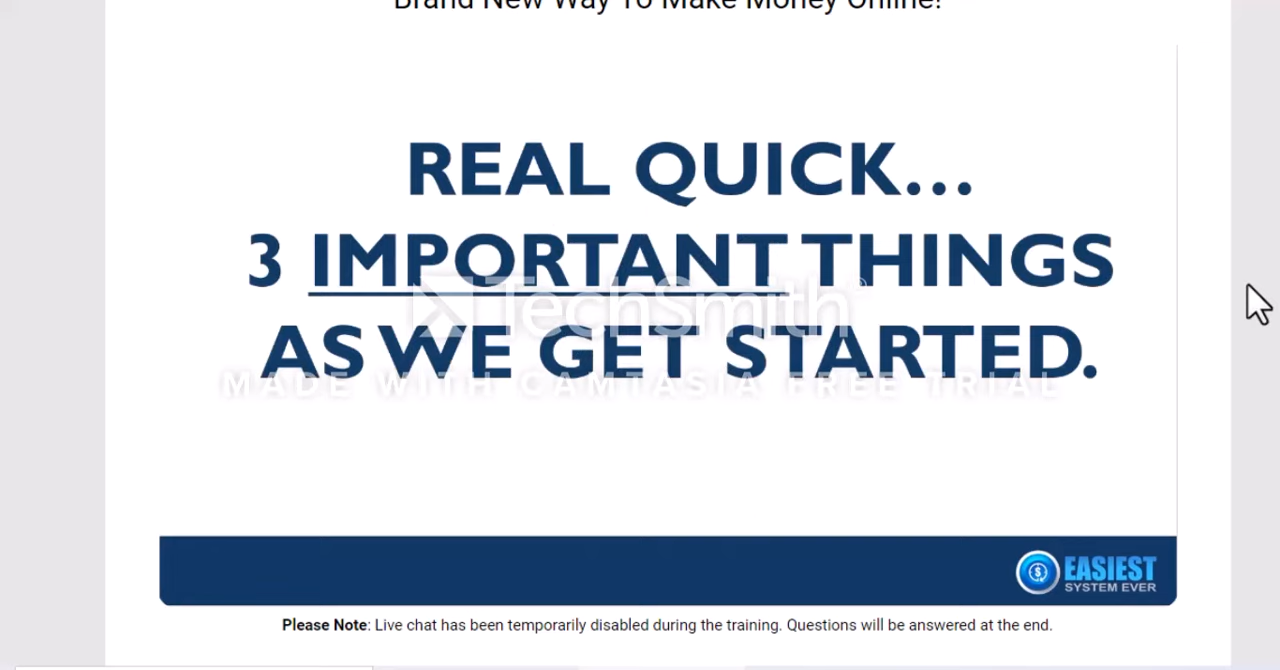 Brand New Way To Make Money Online!
REAL QUICK...
3 IMPORTANT THINGS
AS WE GET STARTED.
TechSmith®
MADE WITH CAMTASIA FREE TRIAL
EASIEST
SYSTEM EVER
Please Note: Live chat has been temporarily disabled during the training. Questions will be answered at the end.